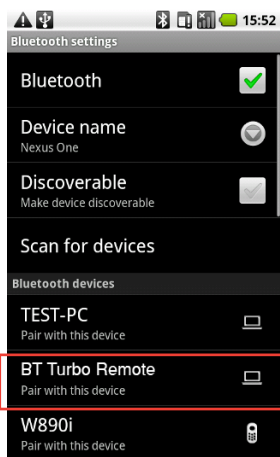 15:52
Bluetooth settings
Bluetooth
Device name
Nexus One
Discoverable
Make device discoverable
Scan for devices
Bluetooth devices
TEST-PC
Pair with this device
BT Turbo Remote
Pair with this device
W890i
Pair with this device